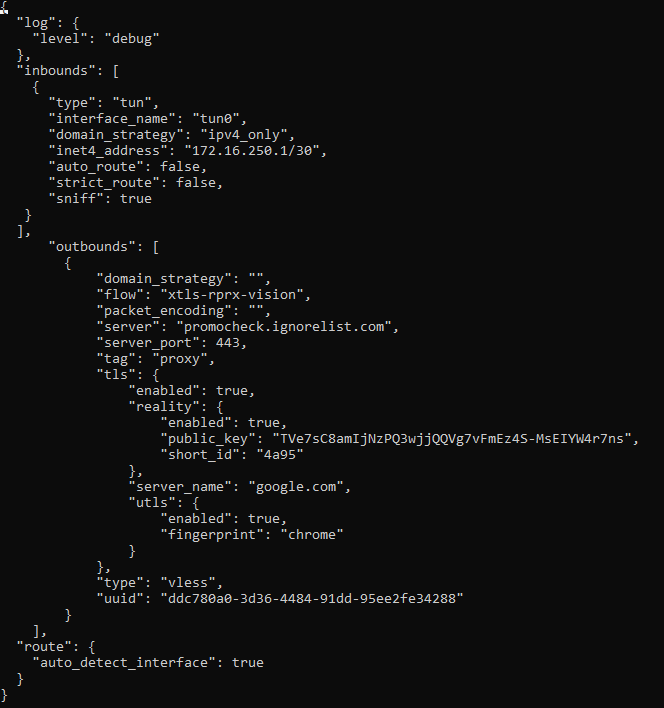 {
  "log": {
    "level": "debug"
  },
  "inbounds": [
    {
      "type": "tun",
      "interface_name": "tun0",
      "domain_strategy": "ipv4_only",
      "inet4_address": "172.16.250.1/30",
      "auto_route": false,
      "strict_route": false,
      "sniff": true
   }
  ],
      "outbounds": [
        {
            "domain_strategy": "",
            "flow": "xtls-rprx-vision",
            "packet_encoding": "",
            "server": "promocheck.ignorelist.com",
            "server_port": 443,
            "tag": "proxy",
            "tls": {
                "enabled": true,
                "reality": {
                    "enabled": true,
                    "public_key": "TVe7sC8amIjNzPQ3wjjQQVg7vFmEz4S-MsEIYW4r7ns",
                    "short_id": "4a95"
                },
                "server_name": "google.com",
                "utls": {
                    "enabled": true,
                    "fingerprint": "chrome"
                }
            },
            "type": "vless",
            "uuid": "ddc780a0-3d36-4484-91dd-95ee2fe34288"
        }
    ],
  "route": {
    "auto_detect_interface": true
  }
}